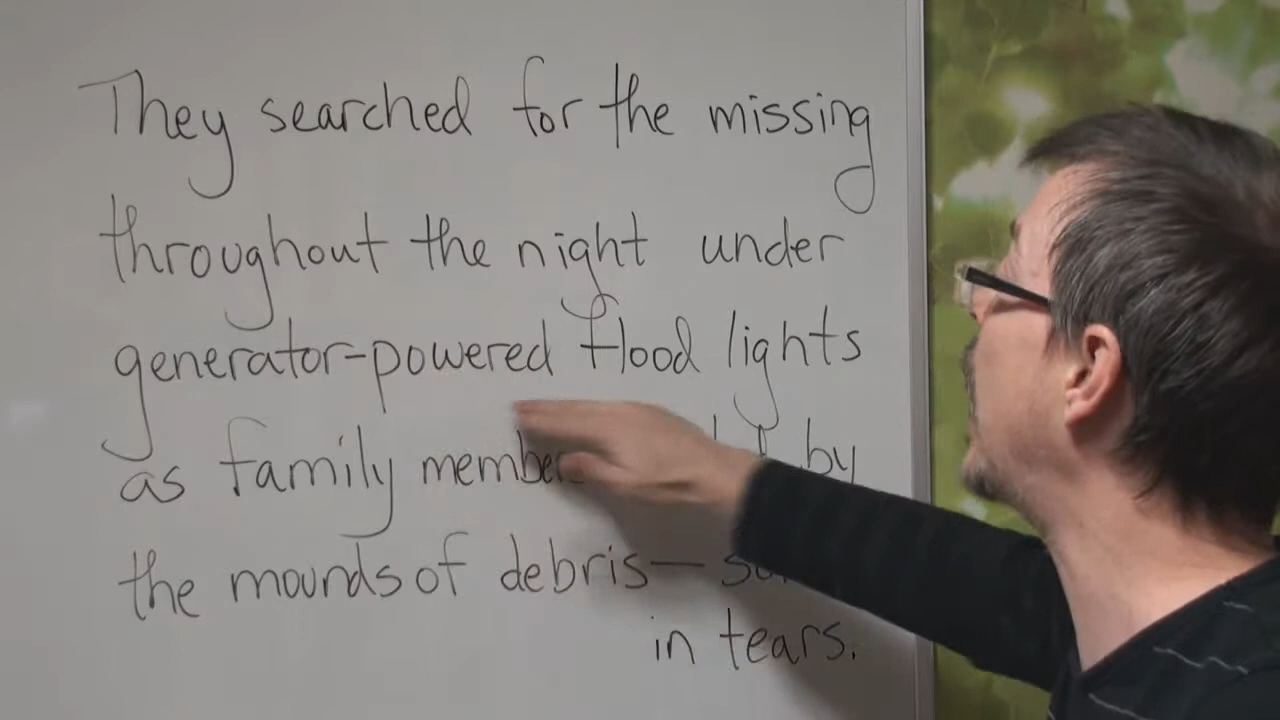 They searched for the missing
throughout the night under
generator-powered flood lights
as family by
the mounds of debris—
in tears.